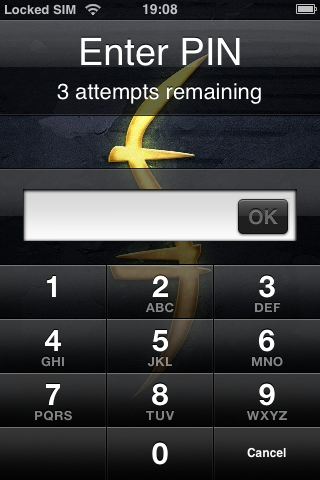 Locked SIM 19:08
Enter PIN
3 attempts remaining
OK
1 2 3
ABC DEF
4 5 6
GHI JKL MNO
7 8 9
PQRS TUV WXYZ
0 Cancel